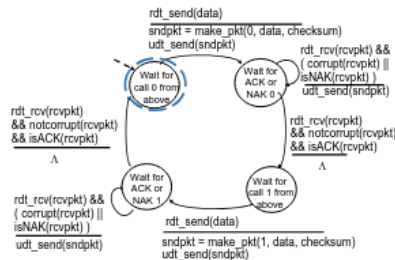 rdt_send(data)
sndpkt = make_pkt(0, data, checksum)
udt_send(sndpkt)
Wait for
call 0 from
above
Wait for
ACK or
NAK 0
rdt_rcv(rcvpkt) &&
( corrupt(rcvpkt) ||
isNAK(rcvpkt) )
udt_send(sndpkt)
rdt_rcv(rcvpkt)
&& notcorrupt(rcvpkt)
&& isACK(rcvpkt)
Λ
rdt_rcv(rcvpkt)
&& notcorrupt(rcvpkt)
&& isACK(rcvpkt)
Λ
Wait for
ACK or
NAK 1
Wait for
call 1 from
above
rdt_rcv(rcvpkt) &&
( corrupt(rcvpkt) ||
isNAK(rcvpkt) )
udt_send(sndpkt)
rdt_send(data)
sndpkt = make_pkt(1, data, checksum)
udt_send(sndpkt)